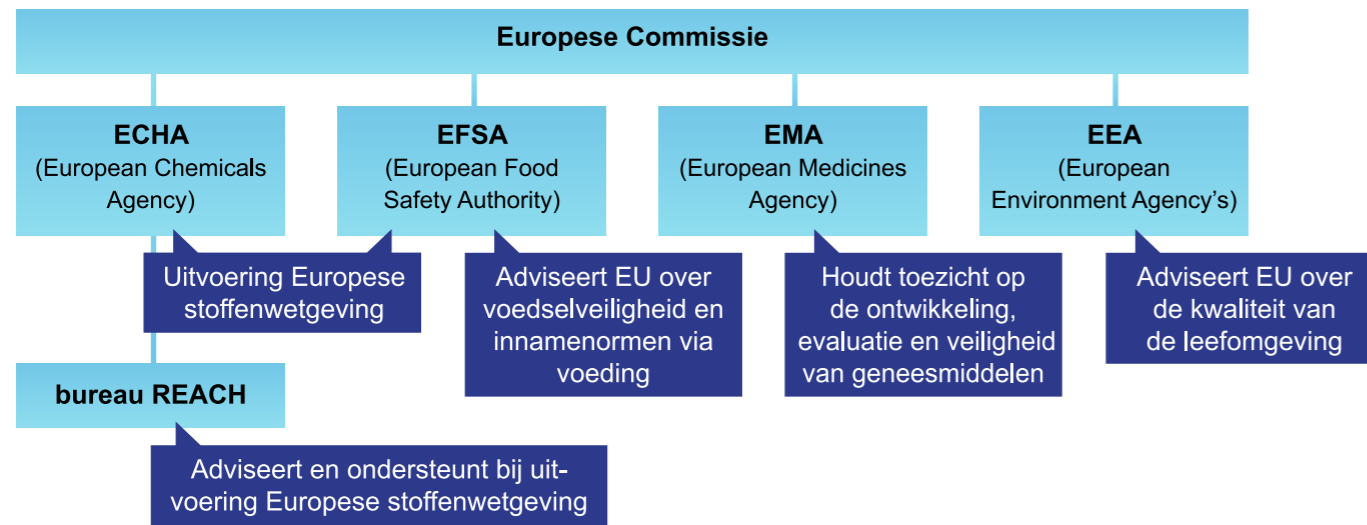 Europese Commissie
ECHA
(European Chemicals
Agency)
EFSA
(European Food
Safety Authority)
EMA
(European Medicines
Agency)
EEA
(European
Environment Agency's)
Uitvoering Europese
stoffenwetgeving
Adviseert EU over
voedselveiligheid en
innamenormen via
voeding
Houdt toezicht op
de ontwikkeling,
evaluatie en veiligheid
van geneesmiddelen
Adviseert EU over
de kwaliteit van
de leefomgeving
bureau REACH
Adviseert en ondersteunt bij uit-
voering Europese stoffenwetgeving